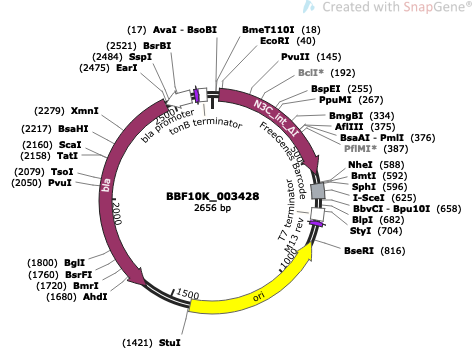 Created with SnapGene®
(17) AvaI - BsoBI
BmeT110I (18)
(2521) BsrBI
EcoRI (40)
(2484) SspI
(2475) EarI
PvuII (145)
BclI* (192)
BspEI (255)
PpuMI (267)
BmgBI (334)
AflIII (375)
BsaAI - PmlI (376)
PflMI* (387)
(2279) XmnI
(2217) BsaHI
(2160) ScaI
(2158) TatI
(2079) TsoI
(2050) PvuI
NheI (588)
BmtI (592)
SphI (596)
I-SceI (625)
BbvCI - Bpu10I (658)
BlpI (682)
StyI (704)
BseRI (816)
(1800) BglI
(1760) BsrFI
(1720) BmrI
(1680) AhdI
(1421) StuI
bla promoter
tonB terminator
N3C_int_ΔI
FreeGenes Barcode
T7 terminator
M13 rev
bla
ori
BBF10K_003428
2656 bp
500
1000
1500
2000
2500